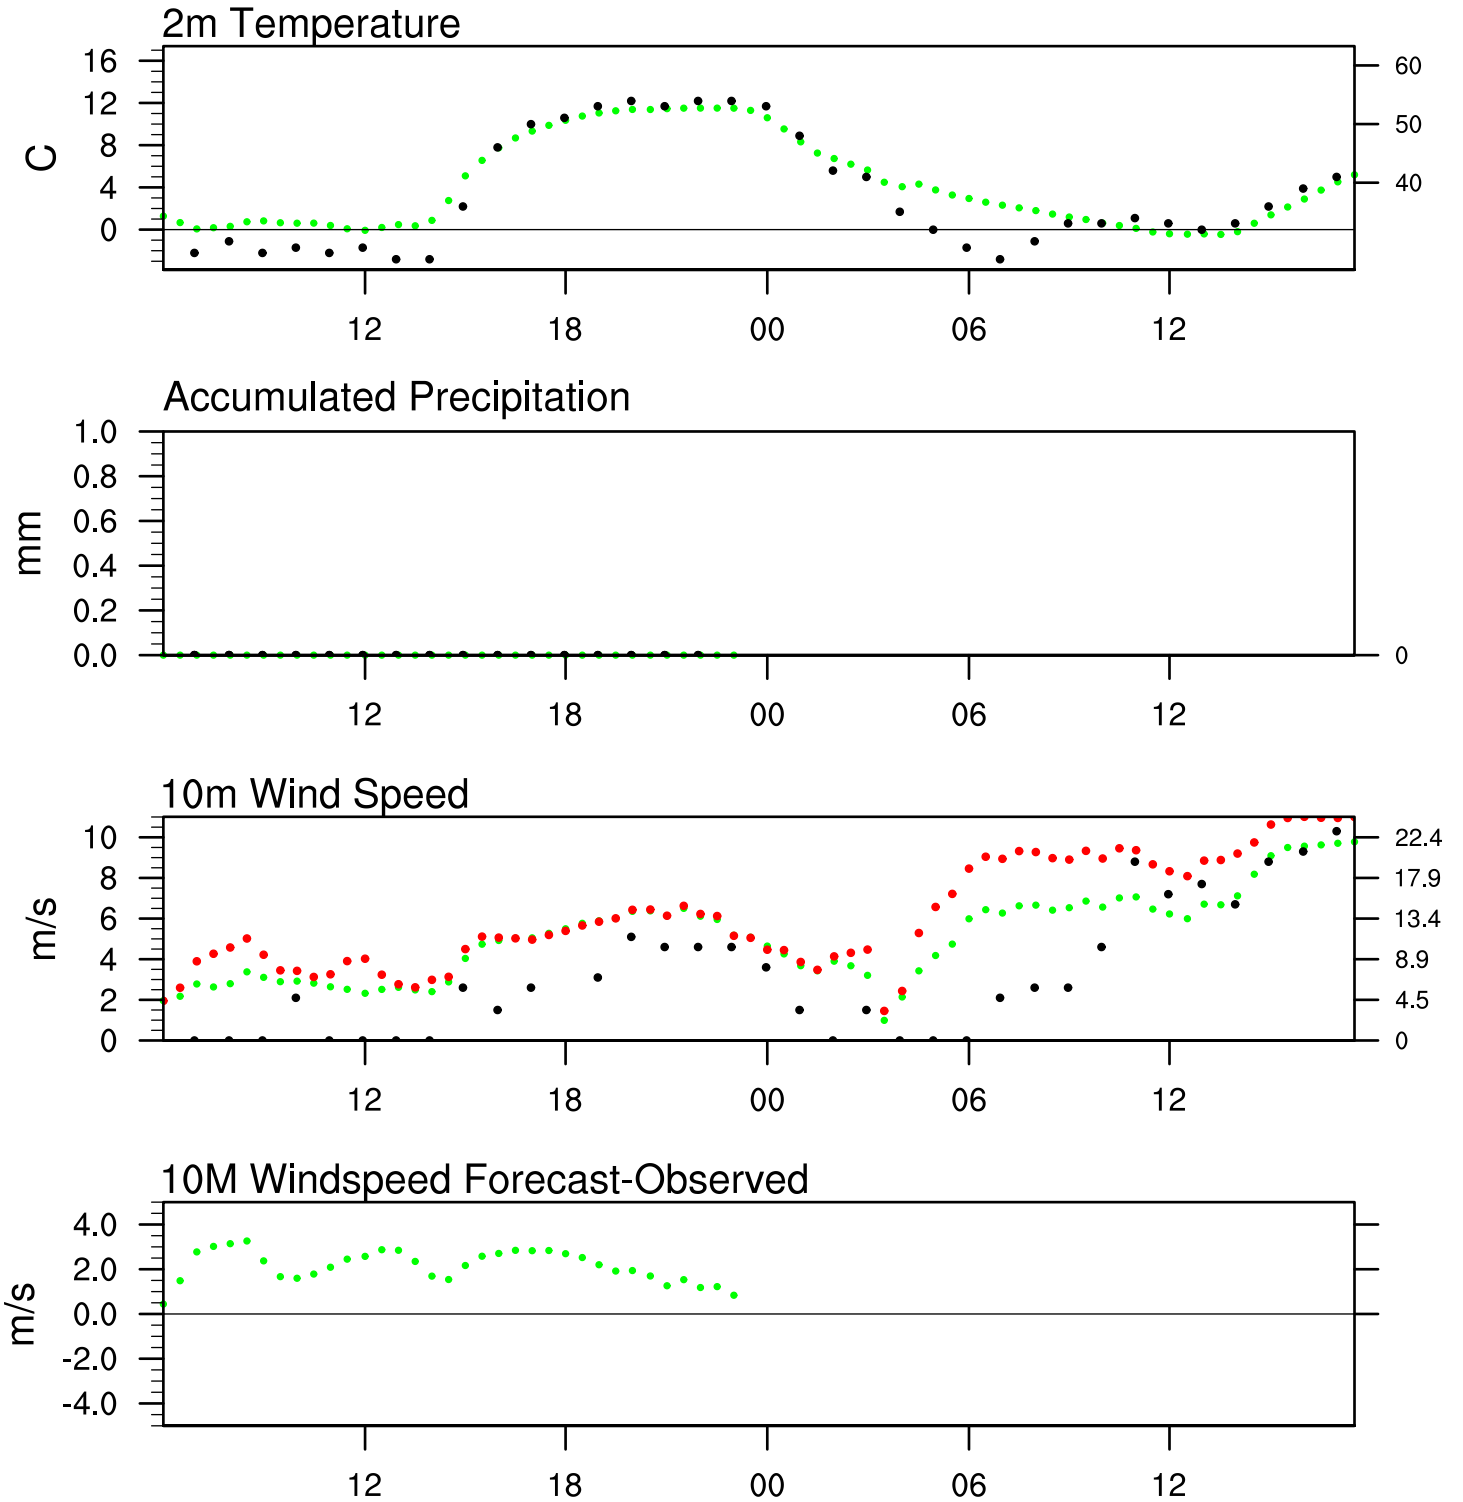 2m Temperature
16
12
8
4
0
C
60
50
40
12 18 00 06 12
Accumulated Precipitation
1.0
0.8
0.6
0.4
0.2
0.0
mm
0
12 18 00 06 12
10m Wind Speed
10
8
6
4
2
0
m/s
22.4
17.9
13.4
8.9
4.5
0
12 18 00 06 12
10M Windspeed Forecast-Observed
4.0
2.0
0.0
-2.0
-4.0
m/s
12 18 00 06 12